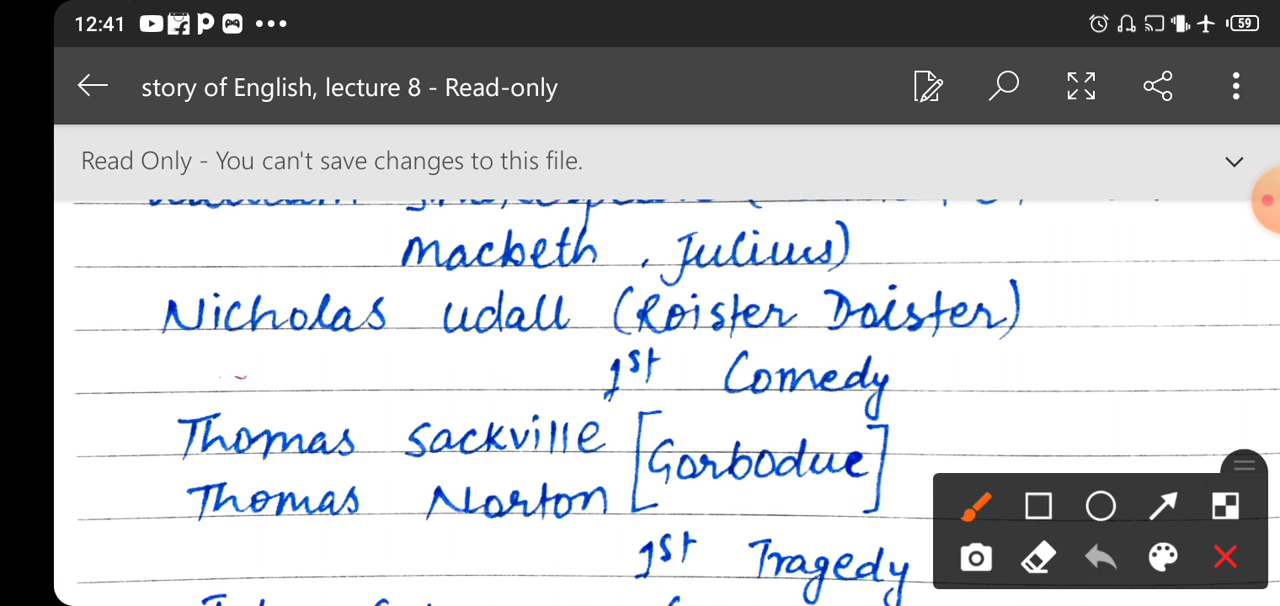 12:41
59
story of English, lecture 8 - Read-only
Read Only - You can't save changes to this file.
Macbeth , Julius)
Nicholas Udall (Roister Doister)
1st Comedy
Thomas Sackville [Gorboduc]
Thomas Norton
1st Tragedy